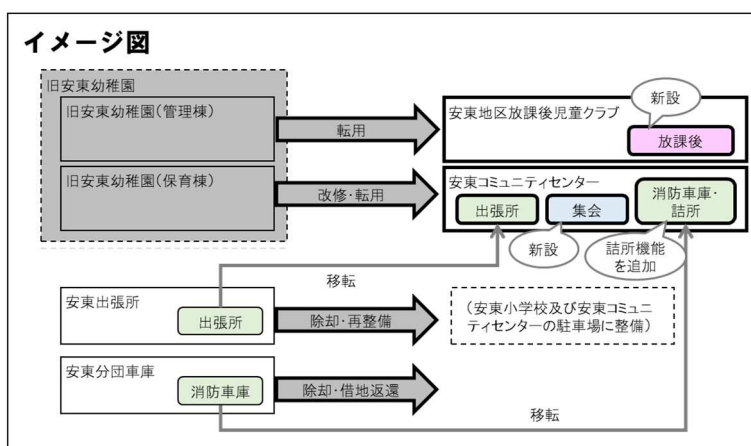 イメージ図
旧安東幼稚園
旧安東幼稚園(管理棟)
転用
安東地区放課後児童クラブ
新設
放課後
旧安東幼稚園(保育棟)
改修・転用
安東コミュニティセンター
出張所
集会
消防車庫・
詰所
新設
詰所機能
を追加
移転
安東出張所
出張所
除却・再整備
(安東小学校及び安東コミュニ
ティセンターの駐車場に整備)
安東分団車庫
消防車庫
除却・借地返還
移転